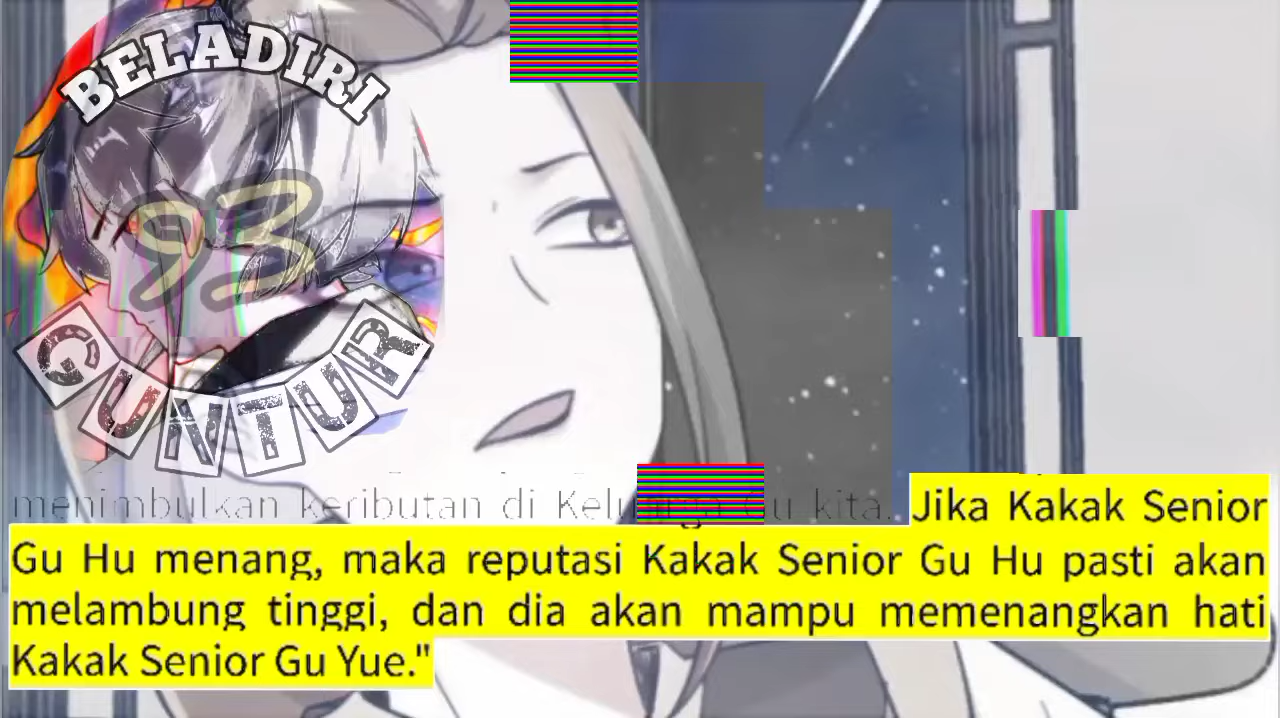 BELADIRI
93
GUNTUR
menimbulkan keributan di Keluarga Gu kita. Jika Kakak Senior
Gu Hu menang, maka reputasi Kakak Senior Gu Hu pasti akan
melambung tinggi, dan dia akan mampu memenangkan hati
Kakak Senior Gu Yue."